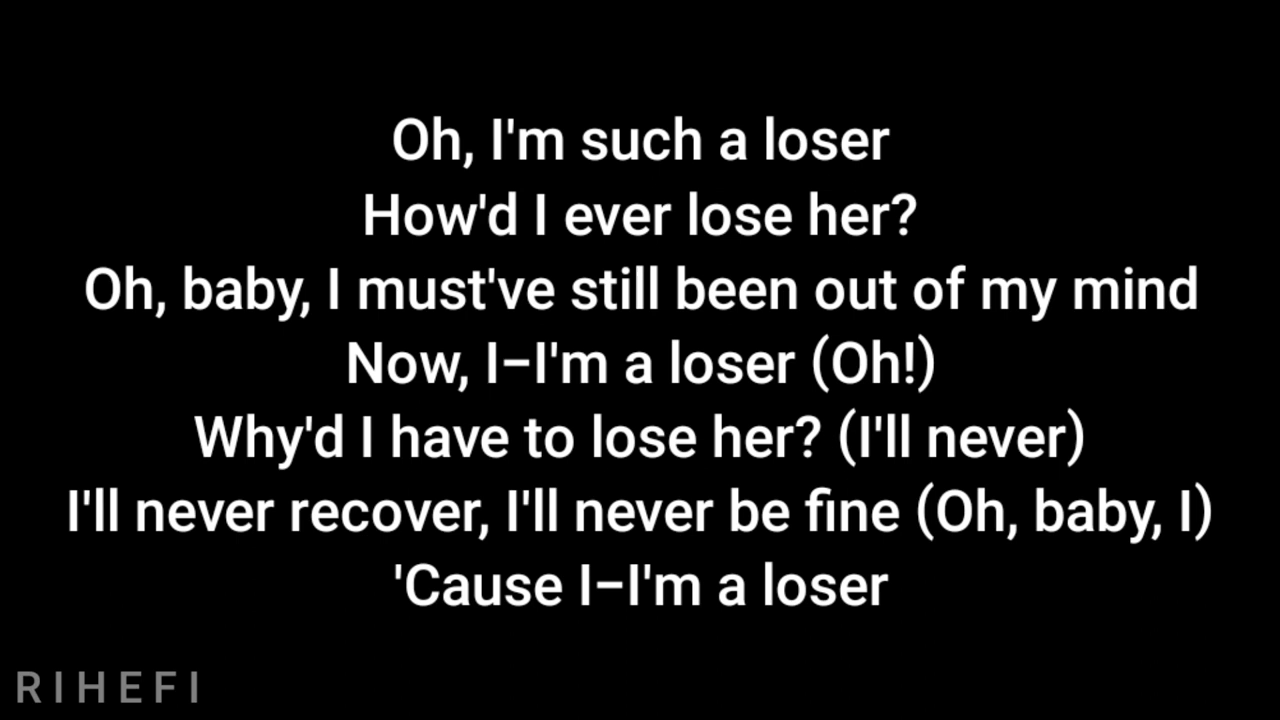 Oh, I'm such a loser
How'd I ever lose her?
Oh, baby, I must've still been out of my mind
Now, I–I'm a loser (Oh!)
Why'd I have to lose her? (I'll never)
I'll never recover, I'll never be fine (Oh, baby, I)
'Cause I–I'm a loser
RIHEFI